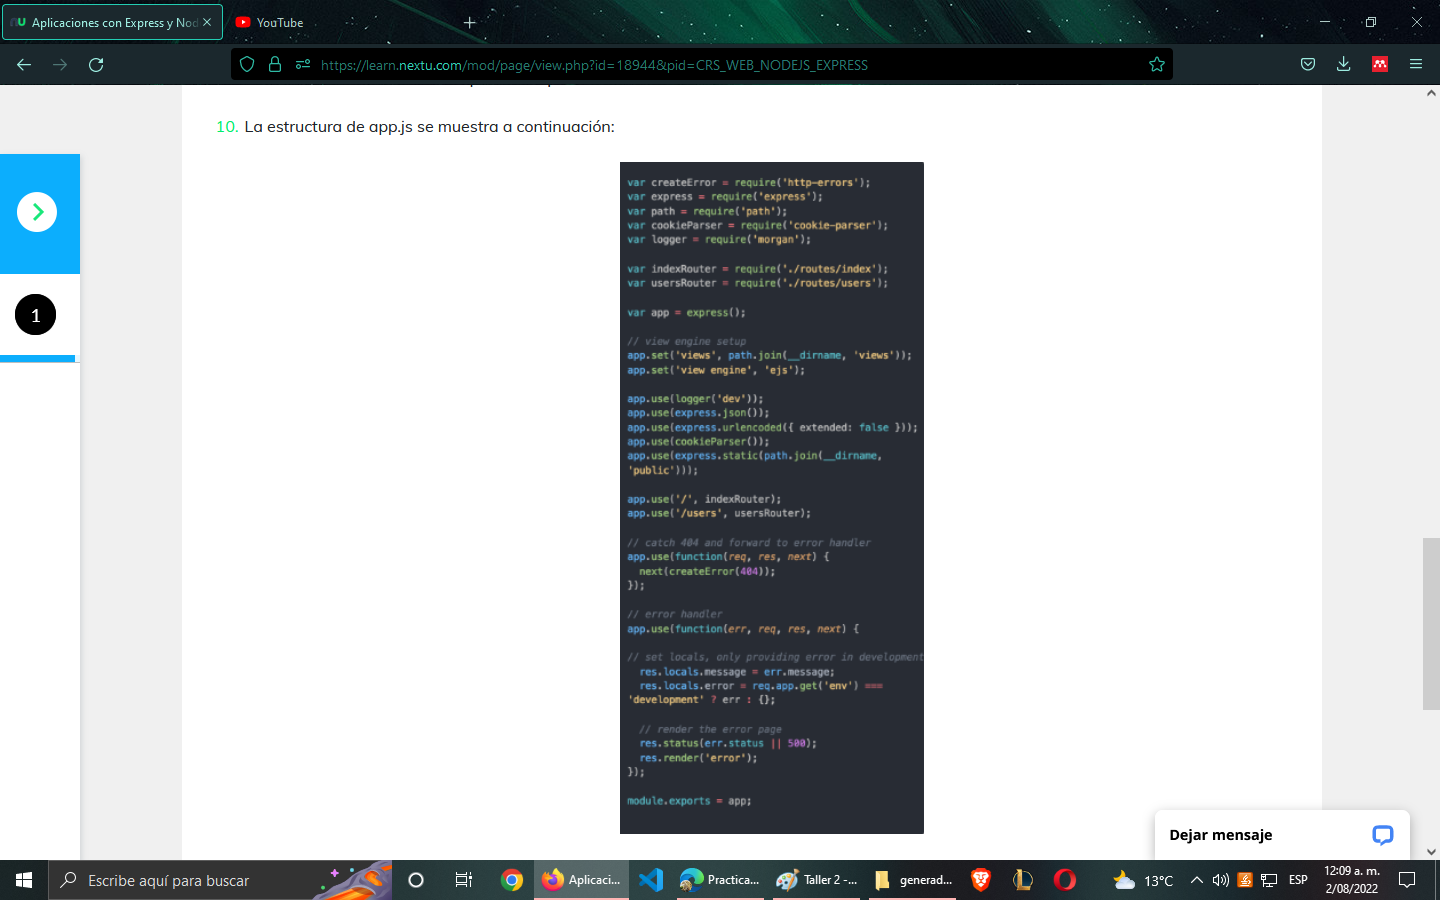 Aplicaciones con Express y Nod
YouTube
https://learn.nextu.com/mod/page/view.php?id=18944&pid=CRS_WEB_NODEJS_EXPRESS
10. La estructura de app.js se muestra a continuación:
1
var createError = require('http-errors');
var express = require('express');
var path = require('path');
var cookieParser = require('cookie-parser');
var logger = require('morgan');
var indexRouter = require('./routes/index');
var usersRouter = require('./routes/users');
var app = express();
// view engine setup
app.set('views', path.join(__dirname, 'views'));
app.set('view engine', 'ejs');
app.use(logger('dev'));
app.use(express.json());
app.use(express.urlencoded({ extended: false }));
app.use(cookieParser());
app.use(express.static(path.join(__dirname,
'public')));
app.use('/', indexRouter);
app.use('/users', usersRouter);
// catch 404 and forward to error handler
app.use(function(req, res, next) {
next(createError(404));
});
// error handler
app.use(function(err, req, res, next) {
// set locals, only providing error in development
res.locals.message = err.message;
res.locals.error = req.app.get('env') ===
'development' ? err : {};
// render the error page
res.status(err.status || 500);
res.render('error');
});
module.exports = app;
Dejar mensaje
Escribe aquí para buscar
Aplicaci...
Practica...
Taller 2 -...
generad...
13°C
ESP
12:09 a. m.
2/08/2022